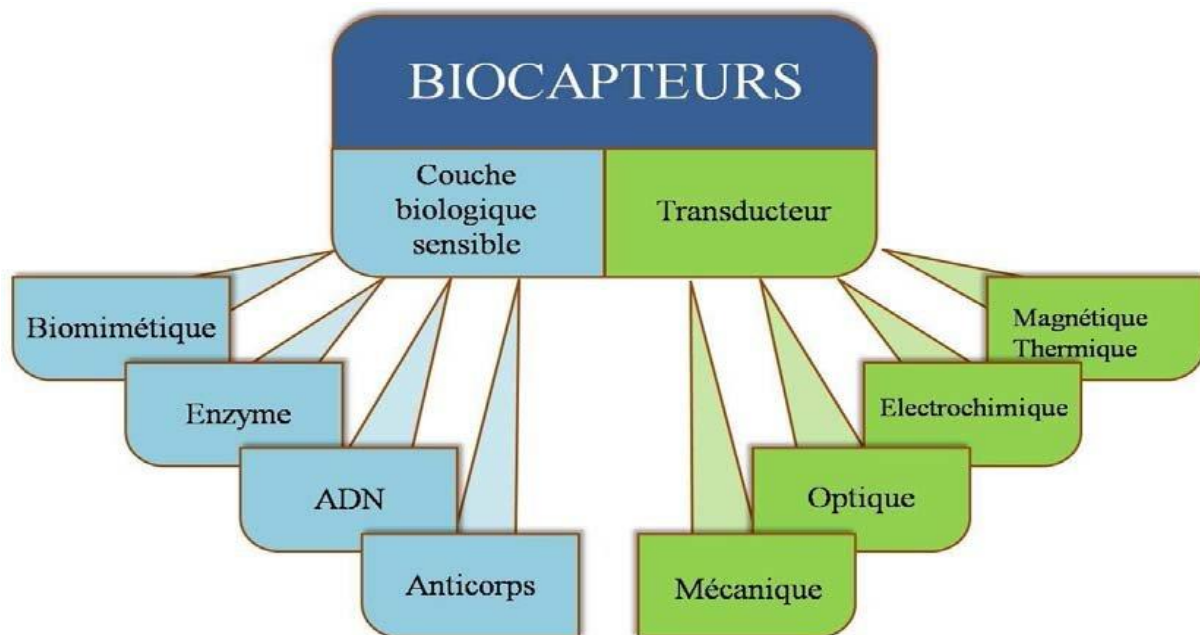 BIOCAPTEURS
Couche
biologique
sensible
Transducteur
Biomimétique
Enzyme
ADN
Anticorps
Magnétique
Thermique
Electrochimique
Optique
Mécanique